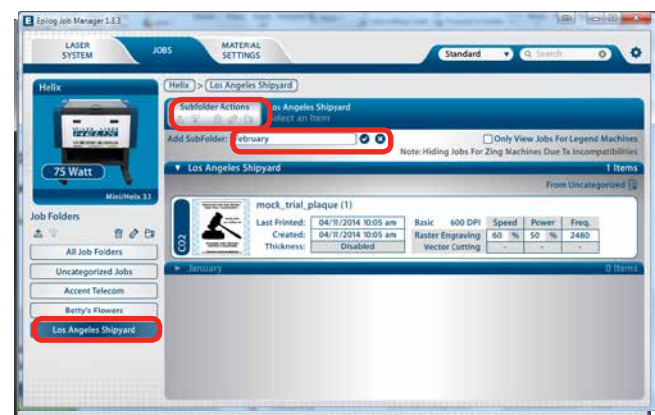 Epilog Job Manager 1.3.3
LASER SYSTEM
JOBS
MATERIAL SETTINGS
Standard
Search
Helix
75 Watt
Mini/Helix
Job Folders
All Job Folders
Uncategorized Jobs
Accent Telecom
Betty's Flowers
Los Angeles Shipyard
Helix > Los Angeles Shipyard
Subfolder Actions
Los Angeles Shipyard
Select an Item
Add SubFolder: February
Only View Jobs For Legend Machines
Note: Hiding Jobs For Zing Machines Due To Incompatibilities
Los Angeles Shipyard 1 Items
From Uncategorized
CO2
mock_trial_plaque (1)
Last Printed: 04/11/2014 10:05 am
Created: 04/11/2014 10:05 am
Thickness: Disabled
Basic 600 DPI Speed Power Freq.
Raster Engraving 60 % 50 % 2480
Vector Cutting - - -
January 0 Items